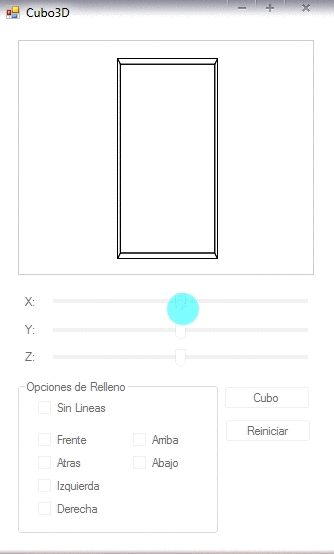 Cubo3D
X:
Y:
Z:
Opciones de Relleno
Sin Lineas
Frente
Arriba
Atras
Abajo
Izquierda
Derecha
Cubo
Reiniciar